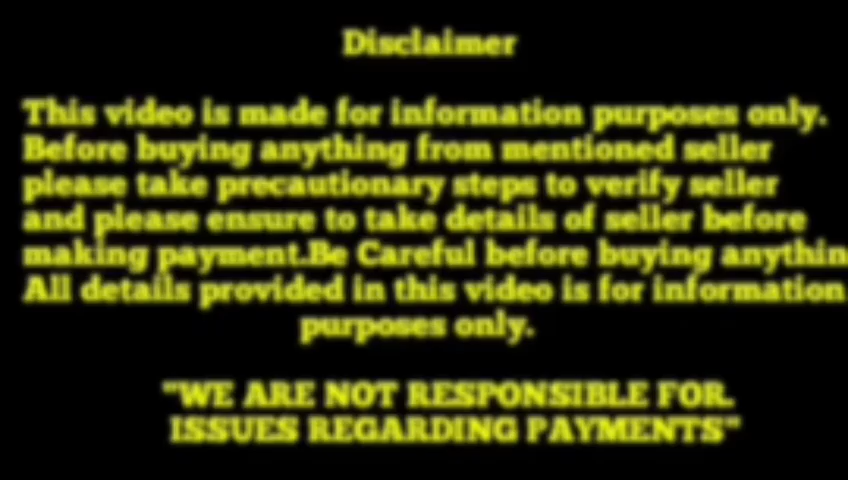 Disclaimer
This video is made for information purposes only.
Before buying anything from mentioned seller
please take precautionary steps to verify seller
and please ensure to take details of seller before
making payment.Be Careful before buying anythin
All details provided in this video is for information
purposes only.
"WE ARE NOT RESPONSIBLE FOR.
ISSUES REGARDING PAYMENTS"